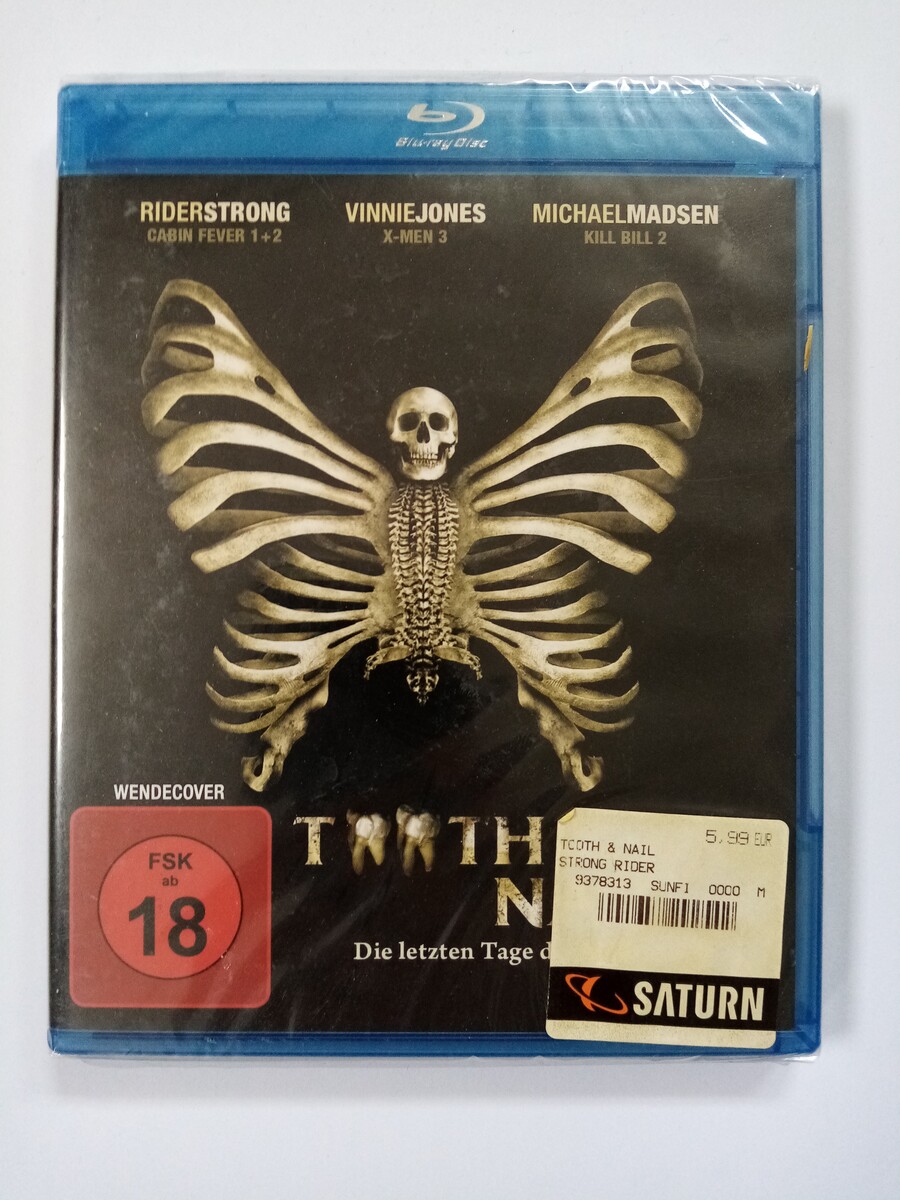 Blu-ray Disc
RIDERSTRONG VINNIEJONES MICHAELMADSEN
CABIN FEVER 1+2 X-MEN 3 KILL BILL 2
WENDECOVER
FSK
ab
18
TOOTH
N
Die letzten Tage d
5,99 EUR
TOOTH & NAIL
STRONG RIDER
9378313 SUNFI 0000 M
SATURN